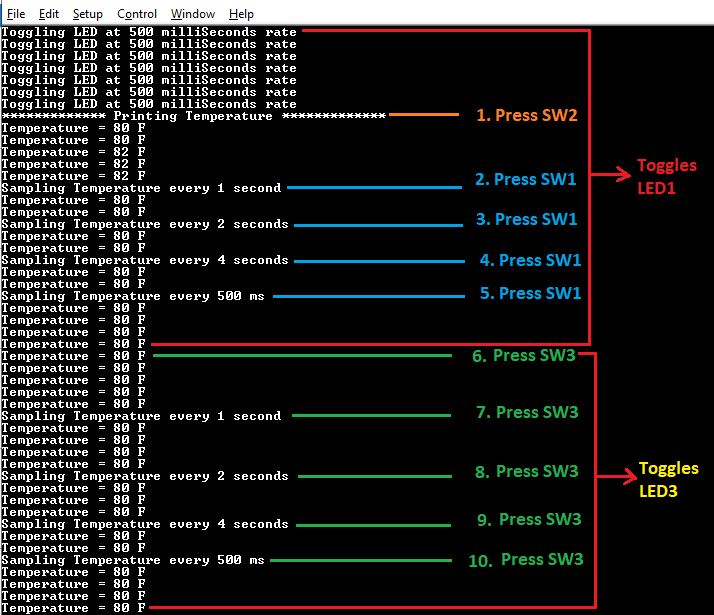 File Edit Setup Control Window Help
Toggling LED at 500 milliSeconds rate
Toggling LED at 500 milliSeconds rate
Toggling LED at 500 milliSeconds rate
Toggling LED at 500 milliSeconds rate
Toggling LED at 500 milliSeconds rate
Toggling LED at 500 milliSeconds rate
Toggling LED at 500 milliSeconds rate
************* Printing Temperature ************* 1. Press SW2
Temperature = 80 F
Temperature = 80 F
Temperature = 82 F
Temperature = 82 F
Temperature = 82 F
Toggles
LED1
Sampling Temperature every 1 second 2. Press SW1
Temperature = 80 F
Temperature = 80 F
Sampling Temperature every 2 seconds 3. Press SW1
Temperature = 80 F
Temperature = 80 F
Sampling Temperature every 4 seconds 4. Press SW1
Temperature = 80 F
Temperature = 80 F
Sampling Temperature every 500 ms 5. Press SW1
Temperature = 80 F
Temperature = 80 F
Temperature = 80 F
Temperature = 80 F
Temperature = 80 F 6. Press SW3
Temperature = 80 F
Temperature = 80 F
Temperature = 80 F
Temperature = 80 F
Sampling Temperature every 1 second 7. Press SW3
Temperature = 80 F
Temperature = 80 F
Temperature = 80 F
Temperature = 80 F
Sampling Temperature every 2 seconds 8. Press SW3
Toggles
LED3
Temperature = 80 F
Temperature = 80 F
Temperature = 80 F
Sampling Temperature every 4 seconds 9. Press SW3
Temperature = 80 F
Temperature = 80 F
Sampling Temperature every 500 ms 10. Press SW3
Temperature = 80 F
Temperature = 80 F
Temperature = 80 F
Temperature = 80 F